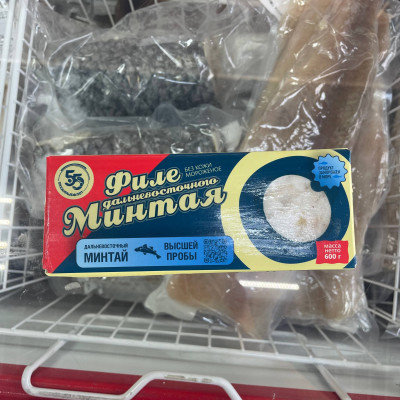 55
Филе
БЕЗ КОЖИ
МОРОЖЕНОЕ
дальневосточного
Минтая
ДАЛЬНЕВОСТОЧНЫЙ
МИНТАЙ
ВЫСШЕЙ
ПРОБЫ
масса
нетто
600 г